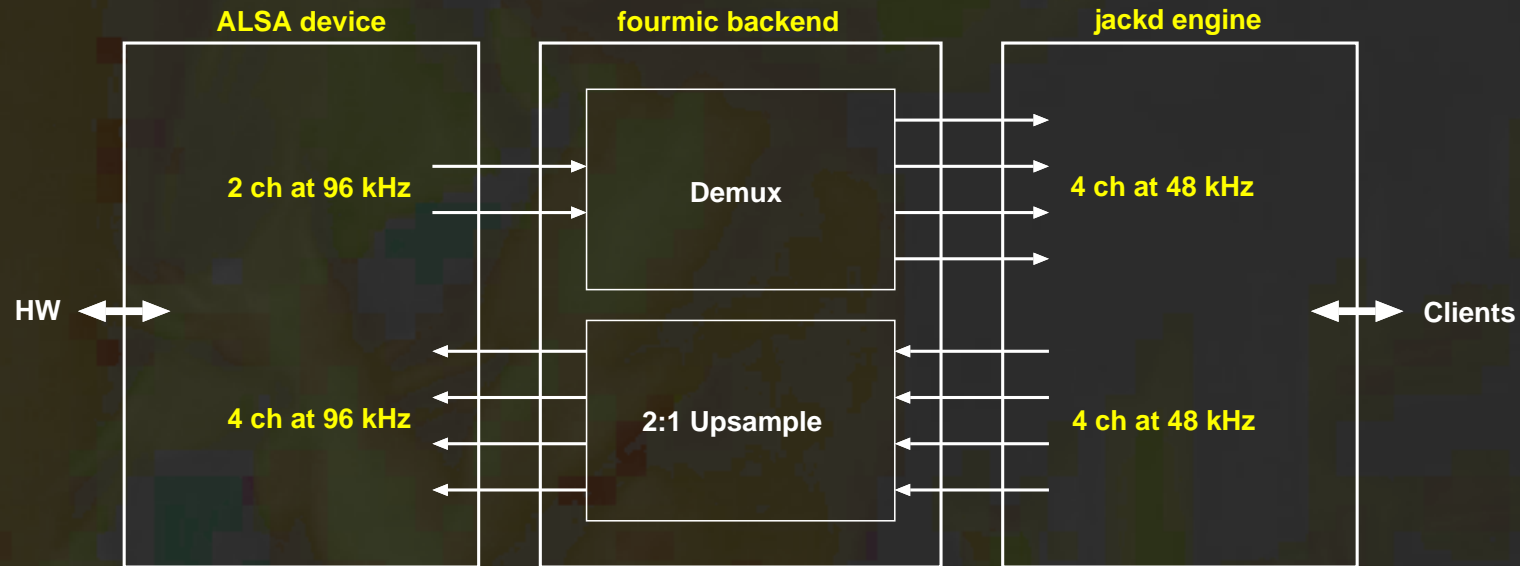 ALSA device
fourmic backend
jackd engine
2 ch at 96 kHz
Demux
4 ch at 48 kHz
HW
Clients
4 ch at 96 kHz
2:1 Upsample
4 ch at 48 kHz